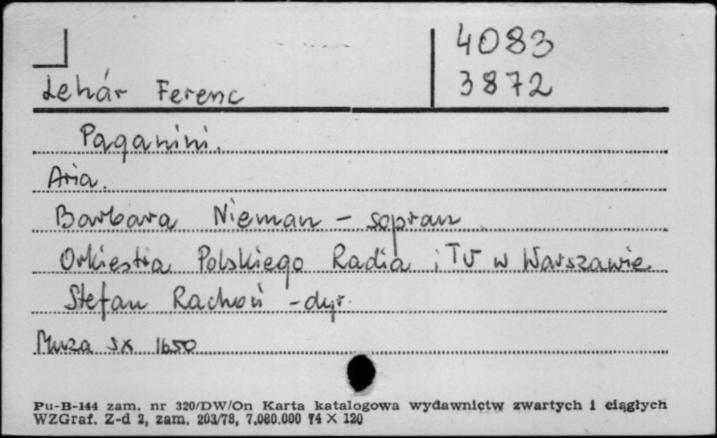 4083
3872
Lehár Ferenc
Paganini.
Aria.
Barbara Nieman - sopran
Orkiestra Polskiego Radia i TV w Warszawie
Stefan Rachoń - dyr.
Muza SX 1650
Pu-B-144 zam. nr 320/DW/On Karta katalogowa wydawnictw zwartych i ciągłych
WZGraf. Z-d 2, zam. 203/78, 7.080.000 74 X 120